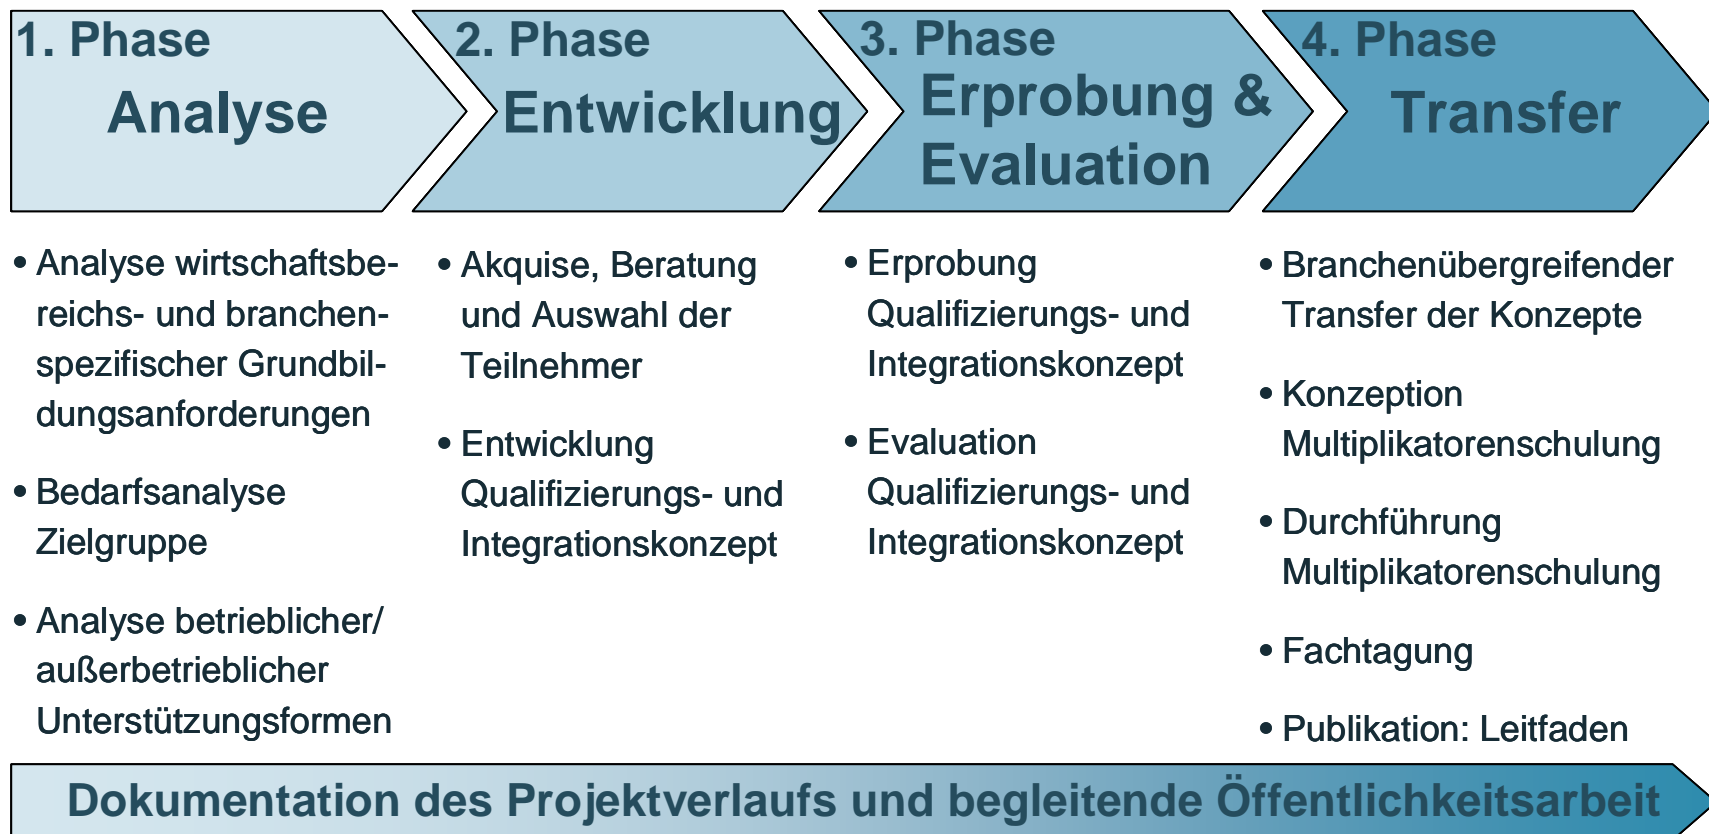 1. Phase
Analyse
2. Phase
Entwicklung
3. Phase
Erprobung &
Evaluation
4. Phase
Transfer
• Analyse wirtschaftsbe-
reichs- und branchen-
spezifischer Grundbil-
dungsanforderungen
• Bedarfsanalyse
Zielgruppe
• Analyse betrieblicher/
außerbetrieblicher
Unterstützungsformen
• Akquise, Beratung
und Auswahl der
Teilnehmer
• Entwicklung
Qualifizierungs- und
Integrationskonzept
• Erprobung
Qualifizierungs- und
Integrationskonzept
• Evaluation
Qualifizierungs- und
Integrationskonzept
• Branchenübergreifender
Transfer der Konzepte
• Konzeption
Multiplikatorenschulung
• Durchführung
Multiplikatorenschulung
• Fachtagung
• Publikation: Leitfaden
Dokumentation des Projektverlaufs und begleitende Öffentlichkeitsarbeit